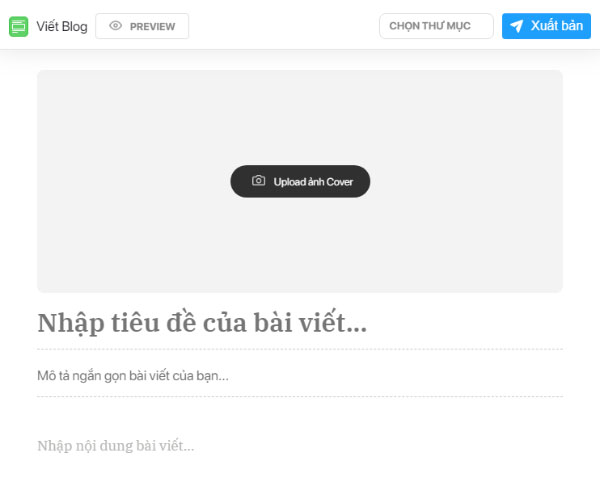 Viết Blog
PREVIEW
CHỌN THƯ MỤC
Xuất bản
Upload ảnh Cover
Nhập tiêu đề của bài viết...
Mô tả ngắn gọn bài viết của bạn...
Nhập nội dung bài viết...